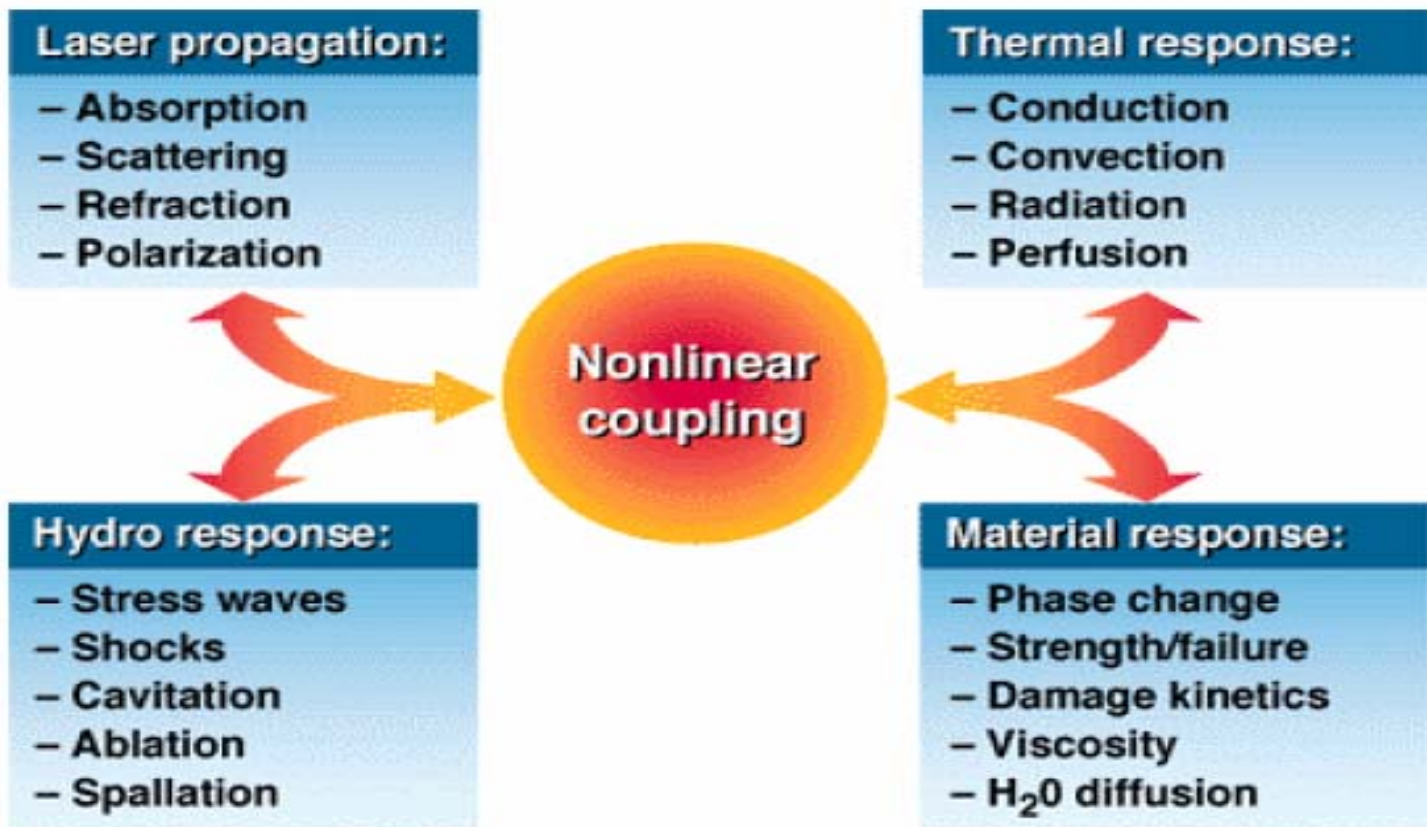 Laser propagation:
– Absorption
– Scattering
– Refraction
– Polarization
Thermal response:
– Conduction
– Convection
– Radiation
– Perfusion
Nonlinear
coupling
Hydro response:
– Stress waves
– Shocks
– Cavitation
– Ablation
– Spallation
Material response:
– Phase change
– Strength/failure
– Damage kinetics
– Viscosity
– H₂0 diffusion